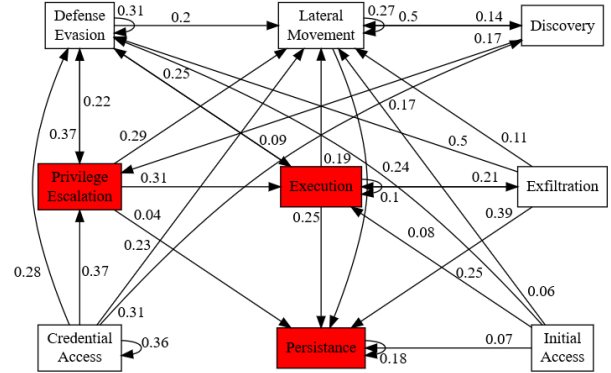 Defense
Evasion
0.31
0.2
Lateral
Movement
0.27
0.5
0.14
Discovery
0.25
0.17
0.22
0.37
0.29
0.09
0.17
0.11
0.5
Privilege
Escalation
0.31
Execution
0.19
0.1
0.24
0.21
Exfiltration
0.04
0.25
0.08
0.39
0.23
0.28
0.37
0.31
0.25
0.06
Credential
Access
0.36
Persistance
0.18
0.07
Initial
Access